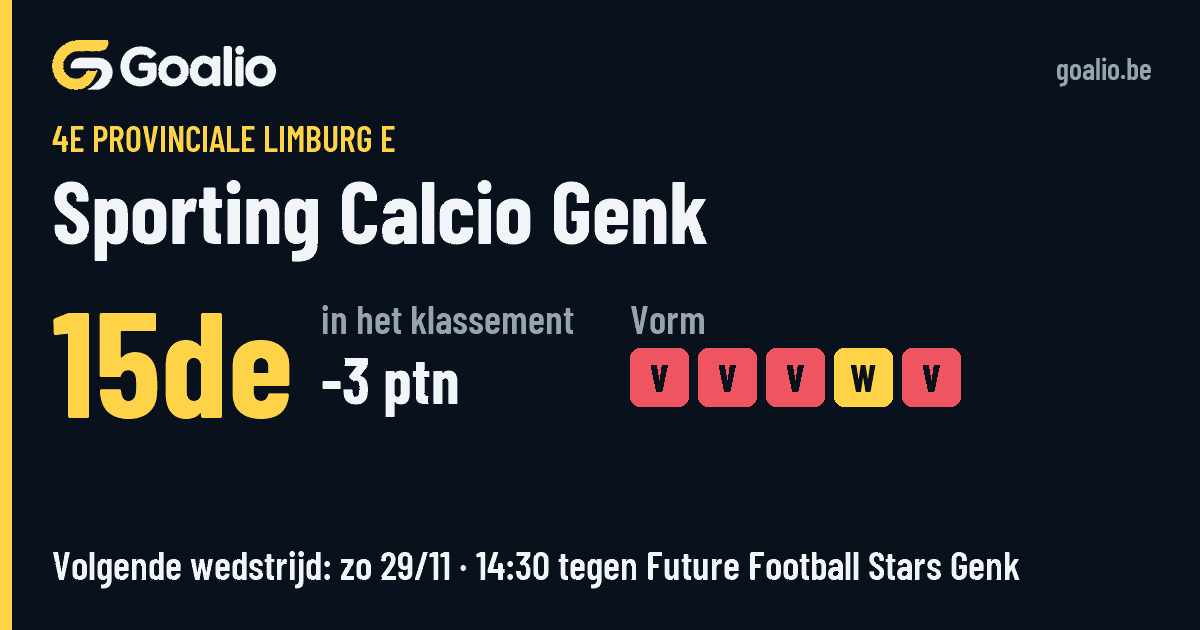 Goalio
goalio.be
4E PROVINCIALE LIMBURG E
Sporting Calcio Genk
15de
in het klassement
-3 ptn
Vorm
V V V W V
Volgende wedstrijd: zo 29/11 · 14:30 tegen Future Football Stars Genk